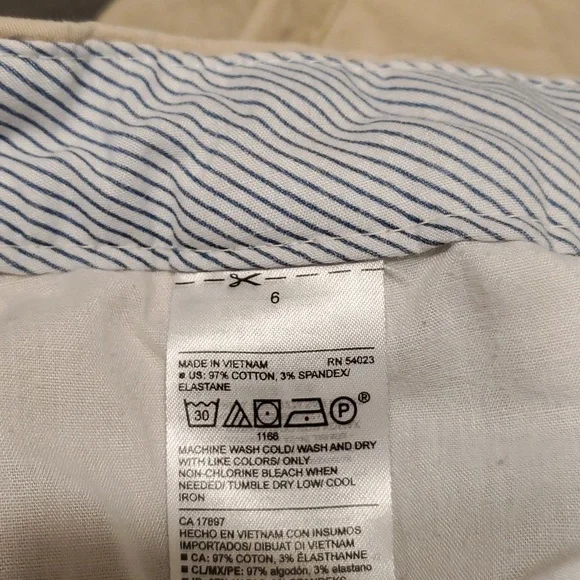 6
MADE IN VIETNAM RN 54023
■ US: 97% COTTON, 3% SPANDEX/
ELASTANE
30 P ®
1166
MACHINE WASH COLD/ WASH AND DRY
WITH LIKE COLORS/ ONLY
NON-CHLORINE BLEACH WHEN
NEEDED/ TUMBLE DRY LOW/ COOL
IRON
CA 17897
HECHO EN VIETNAM CON INSUMOS
IMPORTADOS/ DIBUAT DI VIETNAM
■ CA: 97% COTTON, 3% ÉLASTHANNE
■ CL/MX/PE: 97% algodón, 3% elastano